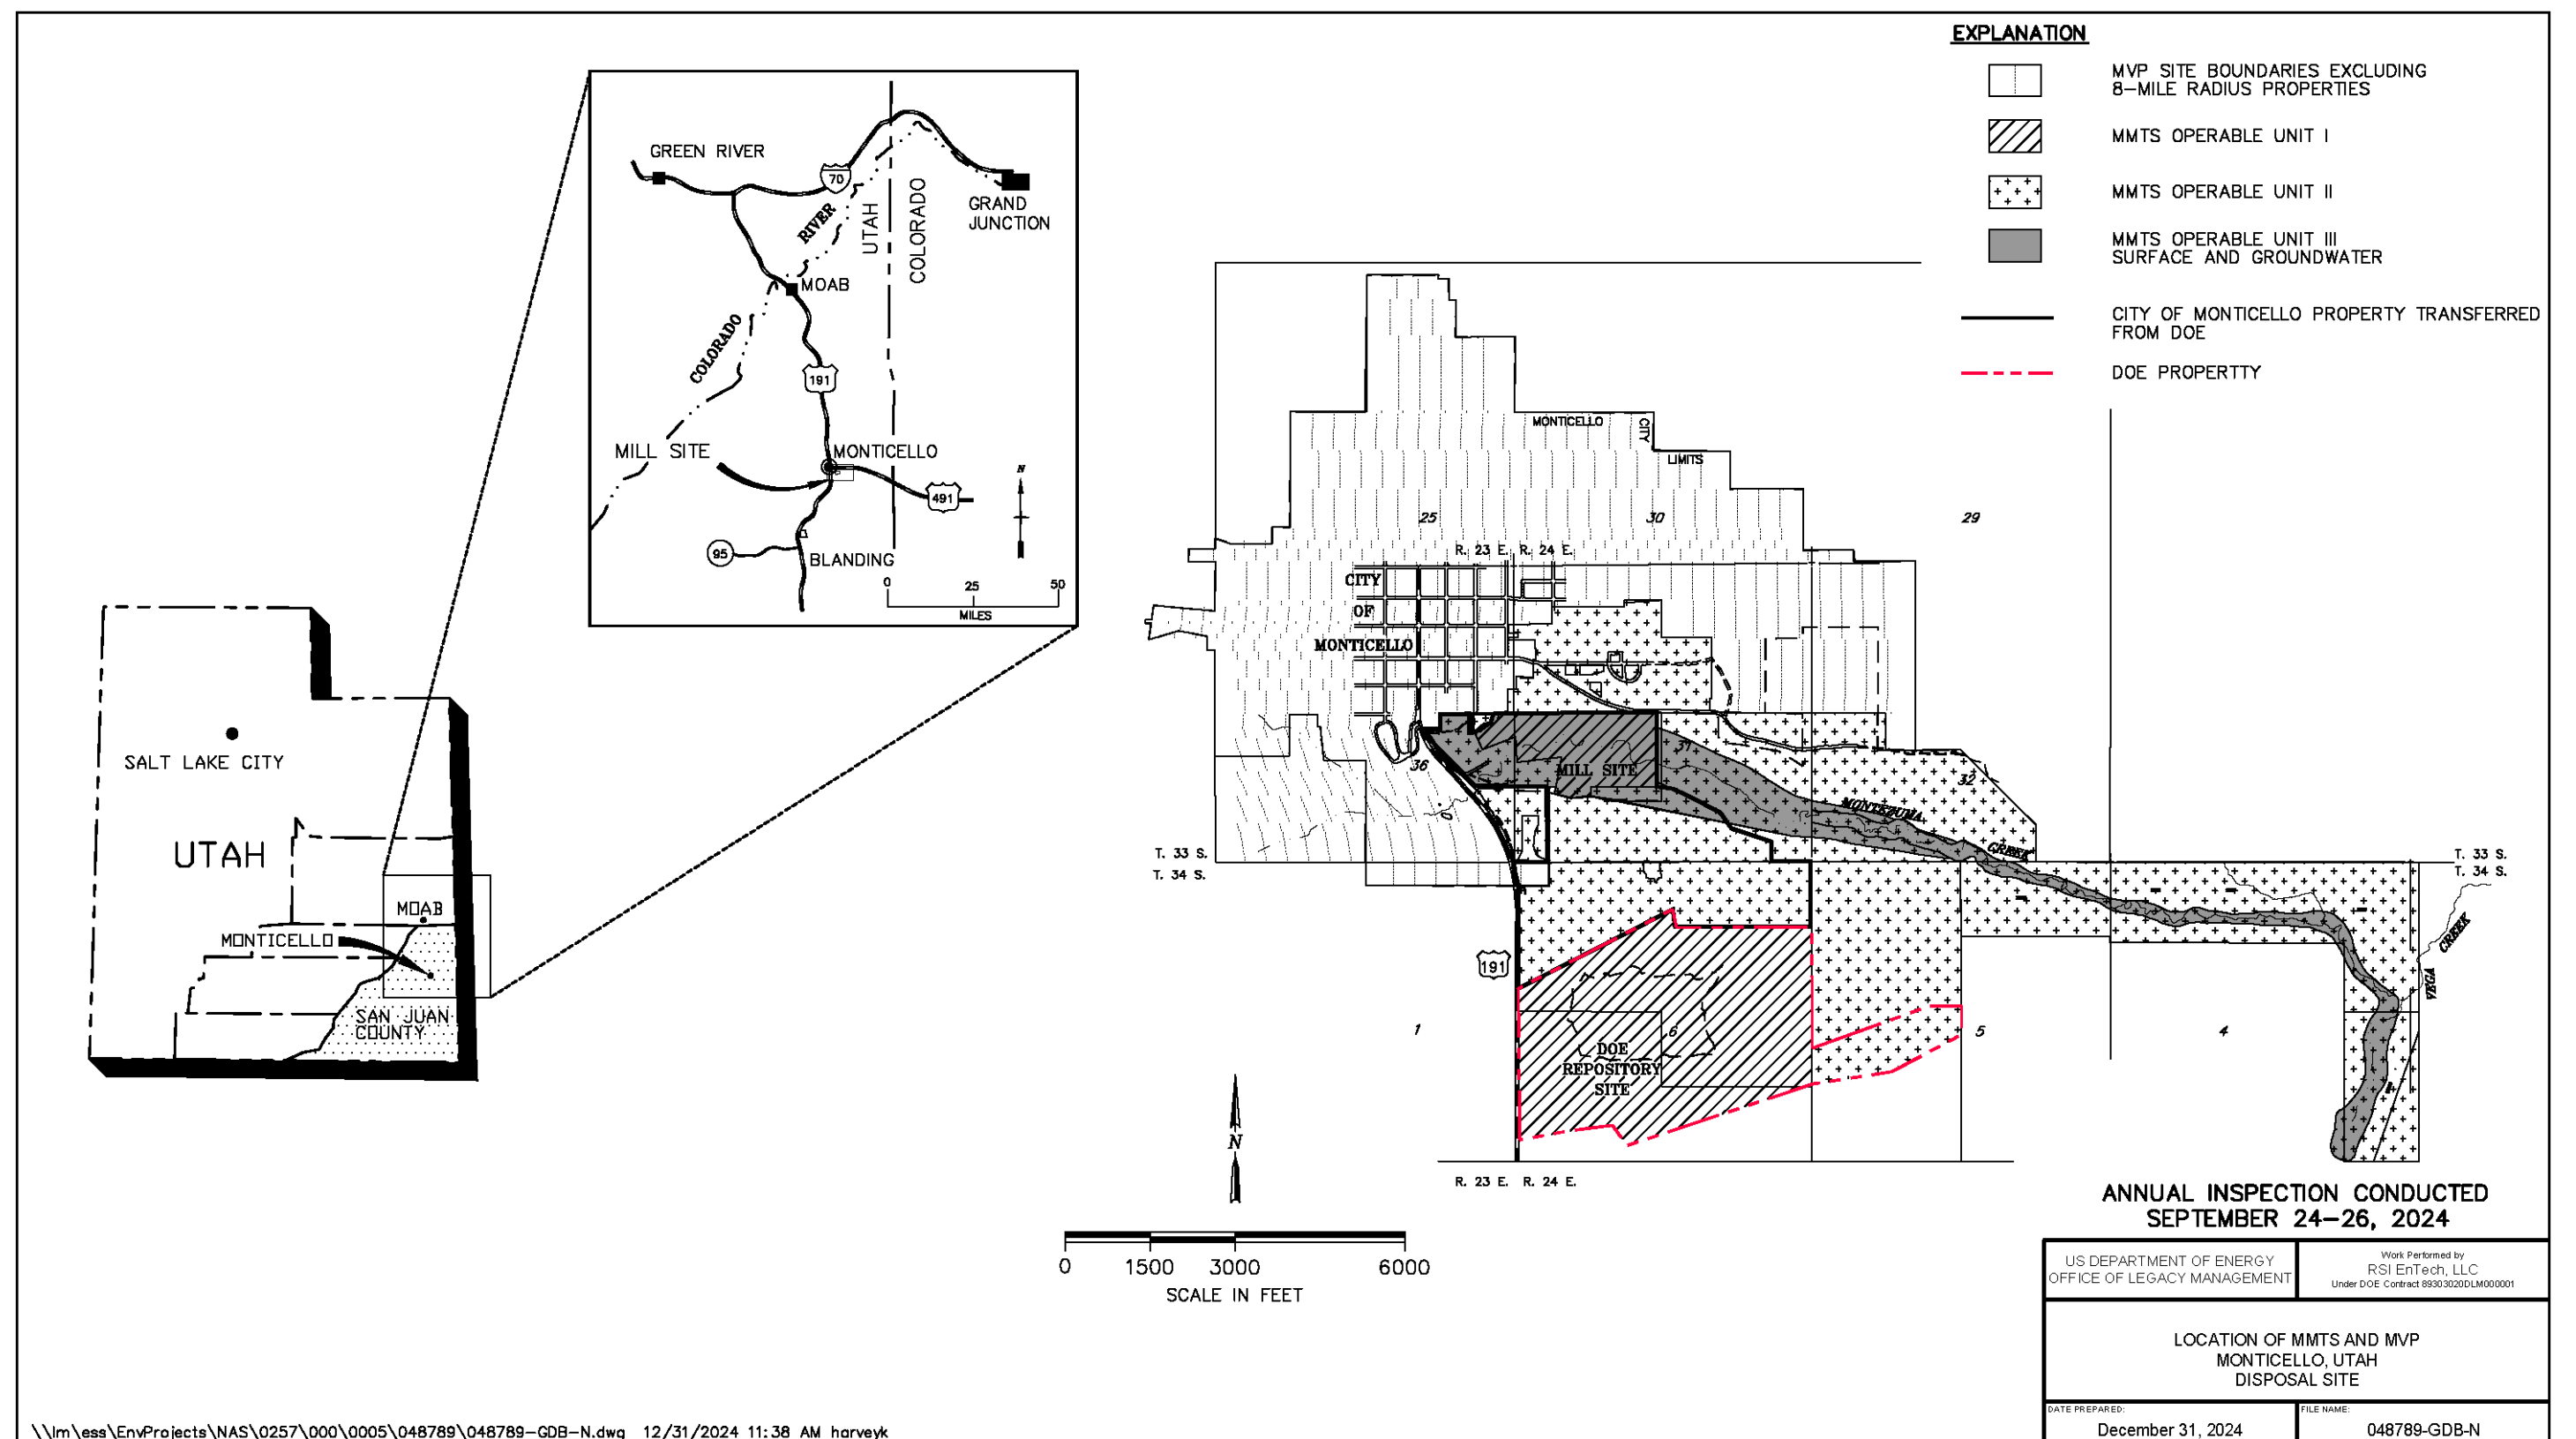 EXPLANATION
MVP SITE BOUNDARIES EXCLUDING
8-MILE RADIUS PROPERTIES
MMTS OPERABLE UNIT I
MMTS OPERABLE UNIT II
MMTS OPERABLE UNIT III
SURFACE AND GROUNDWATER
CITY OF MONTICELLO PROPERTY TRANSFERRED
FROM DOE
DOE PROPERTTY
GREEN RIVER
70
GRAND
JUNCTION
UTAH
COLORADO
COLORADO
RIVER
MOAB
191
MILL SITE
MONTICELLO
491
N
95
BLANDING
0 25 50
MILES
SALT LAKE CITY
UTAH
MOAB
MONTICELLO
SAN JUAN
COUNTY
MONTICELLO
CITY
LIMITS
25
30
29
R. 23 E. R. 24 E.
CITY
OF
MONTICELLO
31
36
MILL SITE
32
MONTEZUMA
CREEK
T. 33 S.
T. 34 S.
T. 33 S.
T. 34 S.
191
VEGA
CREEK
1
6
5
4
DOE
REPOSITORY
SITE
R. 23 E. R. 24 E.
N
0 1500 3000 6000
SCALE IN FEET
ANNUAL INSPECTION CONDUCTED
SEPTEMBER 24-26, 2024
US DEPARTMENT OF ENERGY
OFFICE OF LEGACY MANAGEMENT
Work Performed by
RSI EnTech, LLC
Under DOE Contract 89303020DLM000001
LOCATION OF MMTS AND MVP
MONTICELLO, UTAH
DISPOSAL SITE
DATE PREPARED:
December 31, 2024
FILE NAME:
048789-GDB-N
\\lm\ess\EnvProjects\NAS\0257\000\0005\048789\048789-GDB-N.dwg 12/31/2024 11:38 AM harveyk